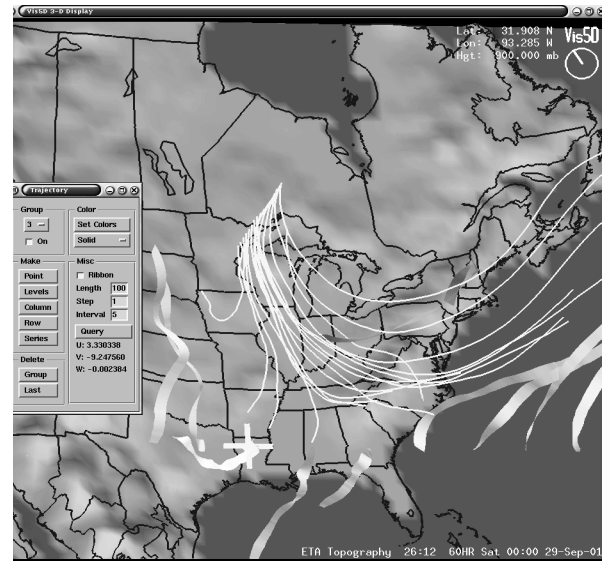 Vis5D 3-D Display
Lat: 31.908 N
Lon: 93.285 W
Hgt: 900.000 mb
Vis5D
Trajectory
Group
3
On
Color
Set Colors
Solid
Make
Point
Levels
Column
Row
Series
Misc
Ribbon
Length 100
Step 1
Interval 5
Query
U: 3.330338
V: -9.247560
W: -0.002384
Delete
Group
Last
ETA Topography 26:12 60HR Sat 00:00 29-Sep-01